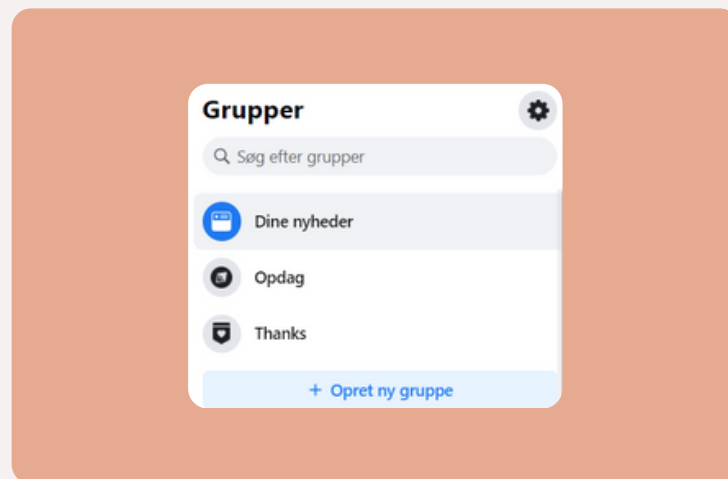 Grupper
Søg efter grupper
Dine nyheder
Opdag
Thanks
+ Opret ny gruppe